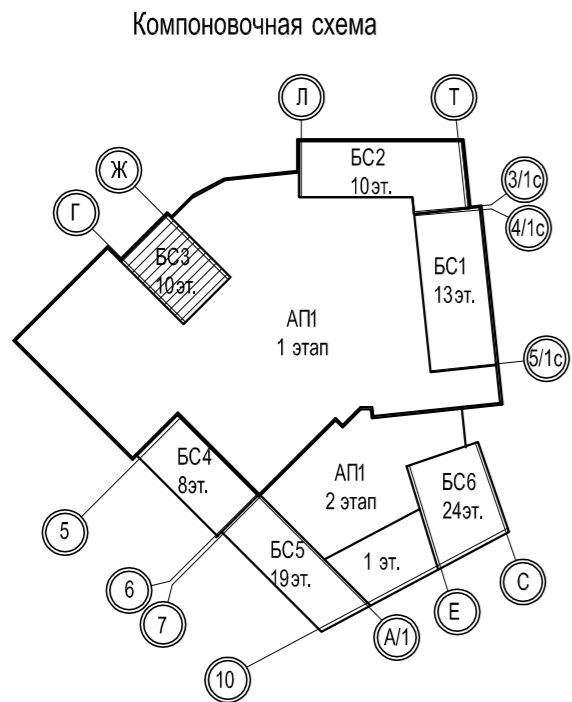 Компоновочная схема
Л
Т
БС2
10эт.
Ж
3/1с
4/1с
Г
БС3
10эт.
БС1
13эт.
АП1
1 этап
5/1с
БС4
8эт.
АП1
2 этап
БС6
24эт.
5
БС5
19эт.
1 эт.
6
7
С
Е
А/1
10